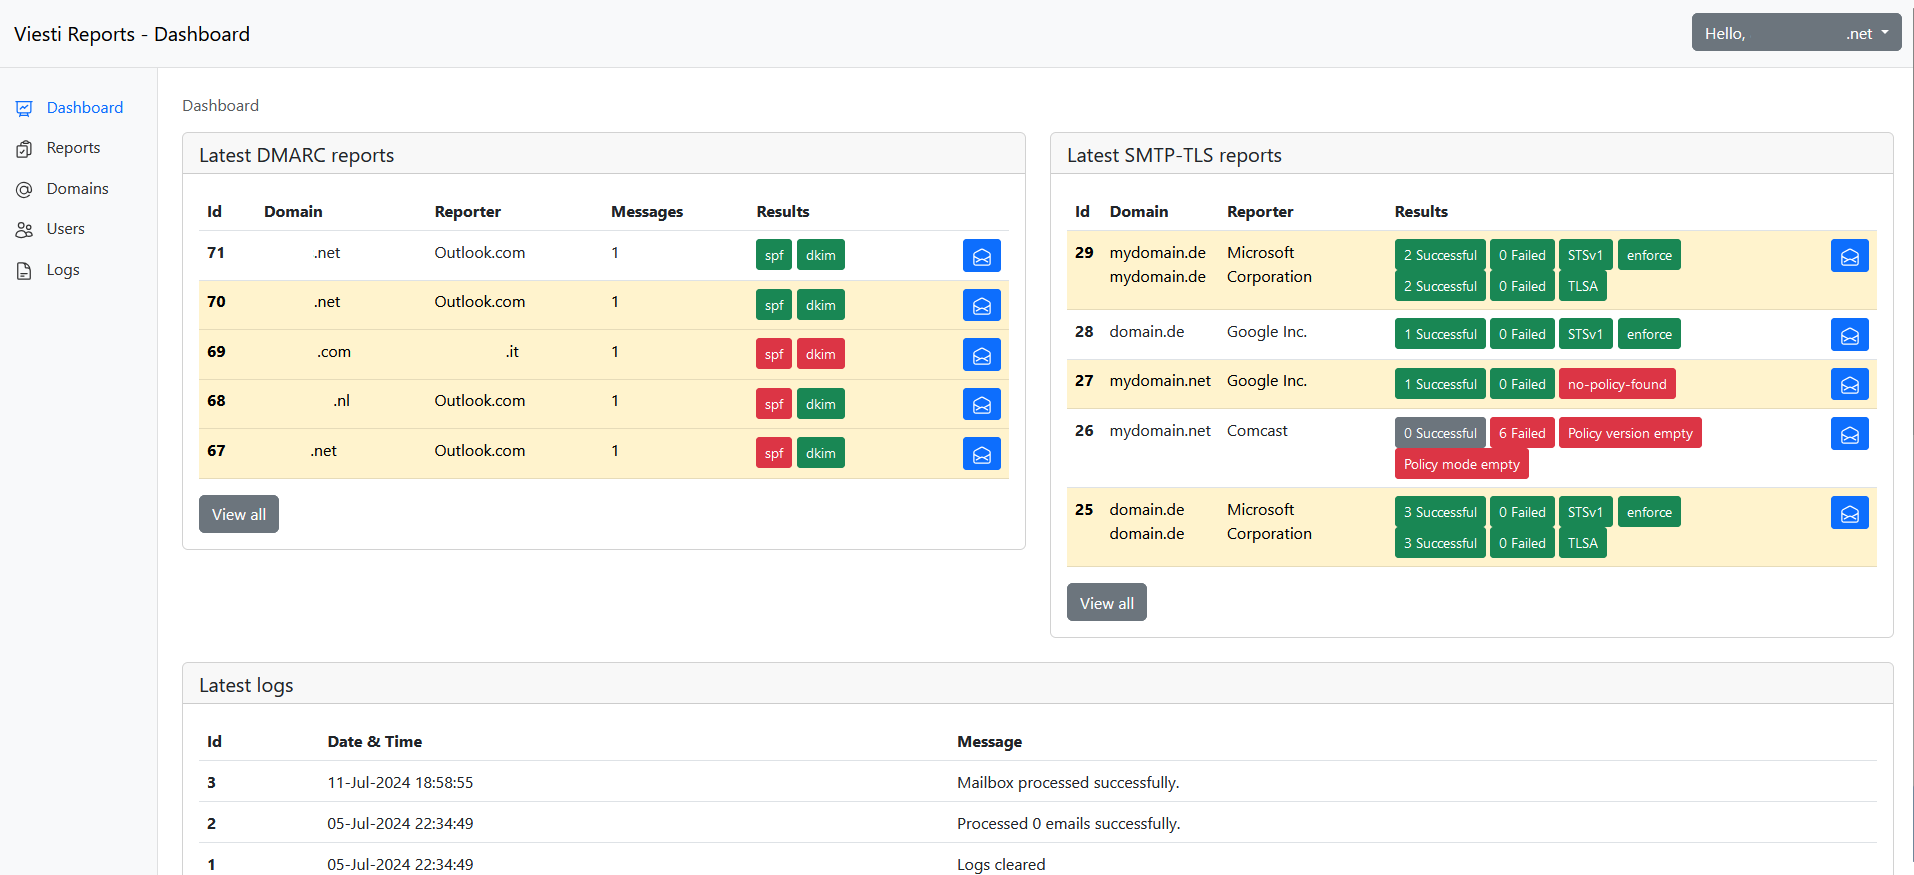 Viesti Reports - Dashboard
Hello, .net
Dashboard
Reports
Domains
Users
Logs
Dashboard
Latest DMARC reports
Id Domain Reporter Messages Results
71 .net Outlook.com 1 spf dkim
70 .net Outlook.com 1 spf dkim
69 .com .it 1 spf dkim
68 .nl Outlook.com 1 spf dkim
67 .net Outlook.com 1 spf dkim
View all
Latest SMTP-TLS reports
Id Domain Reporter Results
29 mydomain.de Microsoft 2 Successful 0 Failed STSv1 enforce
mydomain.de Corporation 2 Successful 0 Failed TLSA
28 domain.de Google Inc. 1 Successful 0 Failed STSv1 enforce
27 mydomain.net Google Inc. 1 Successful 0 Failed no-policy-found
26 mydomain.net Comcast 0 Successful 6 Failed Policy version empty
Policy mode empty
25 domain.de Microsoft 3 Successful 0 Failed STSv1 enforce
domain.de Corporation 3 Successful 0 Failed TLSA
View all
Latest logs
Id Date & Time Message
3 11-Jul-2024 18:58:55 Mailbox processed successfully.
2 05-Jul-2024 22:34:49 Processed 0 emails successfully.
1 05-Jul-2024 22:34:49 Logs cleared